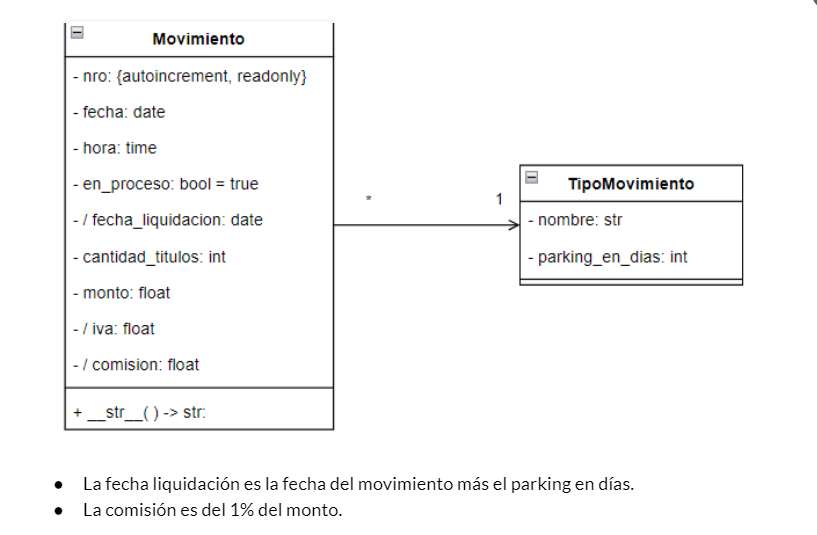 Movimiento
- nro: {autoincrement, readonly}
- fecha: date
- hora: time
- en_proceso: bool = true
- / fecha_liquidacion: date
- cantidad_titulos: int
- monto: float
- / iva: float
- / comision: float
+ __str__( ) -> str:
*
1
TipoMovimiento
- nombre: str
- parking_en_dias: int
● La fecha liquidación es la fecha del movimiento más el parking en días.
● La comisión es del 1% del monto.